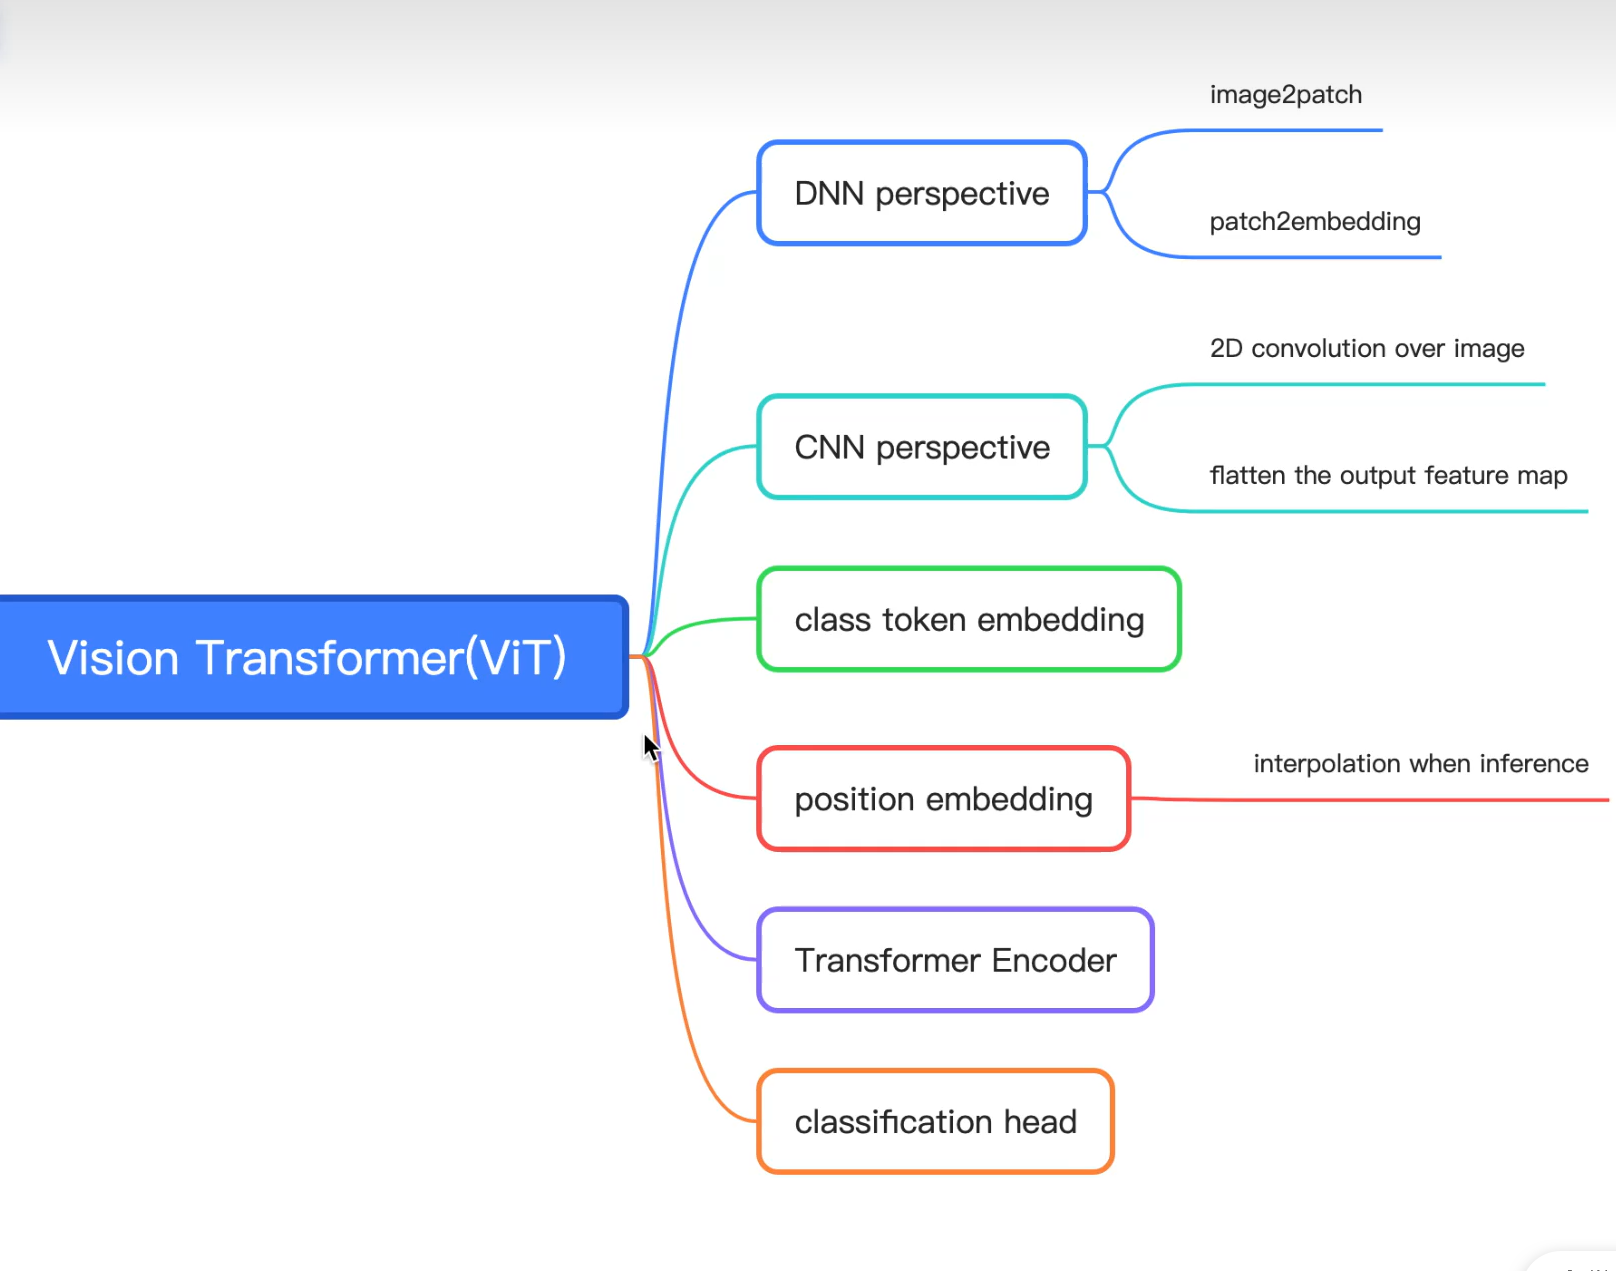 image2patch
DNN perspective
patch2embedding
2D convolution over image
CNN perspective
flatten the output feature map
class token embedding
Vision Transformer(ViT)
interpolation when inference
position embedding
Transformer Encoder
classification head